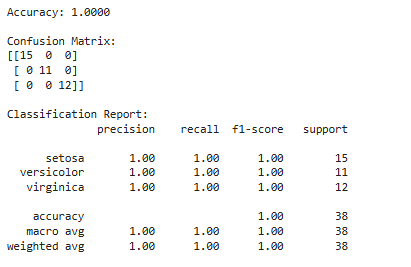 Accuracy: 1.0000
Confusion Matrix:
[[15  0  0]
 [ 0 11  0]
 [ 0  0 12]]
Classification Report:
              precision    recall  f1-score   support
      setosa       1.00      1.00      1.00        15
  versicolor       1.00      1.00      1.00        11
   virginica       1.00      1.00      1.00        12
    accuracy                           1.00        38
   macro avg       1.00      1.00      1.00        38
weighted avg       1.00      1.00      1.00        38